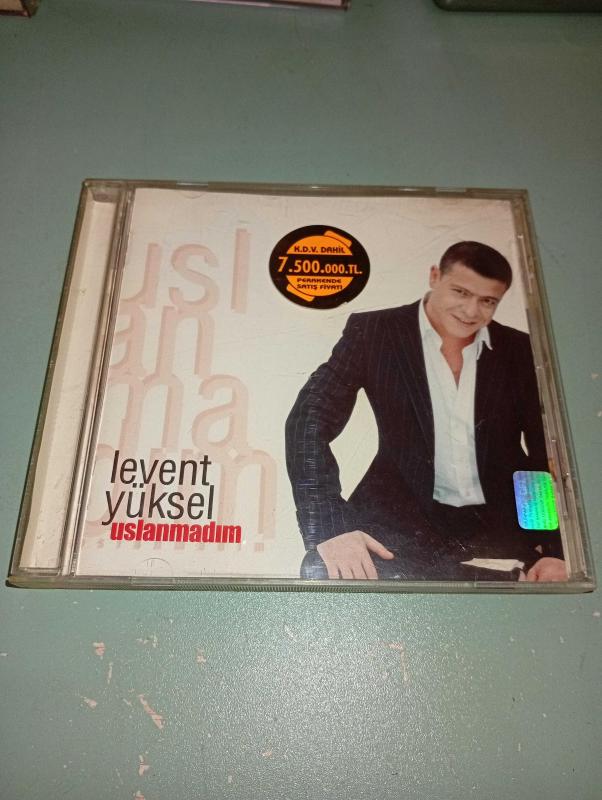 usl
an
ma
dım
K.D.V. DAHİL
7.500.000.TL.
PERAKENDE
SATIŞ FİYATI
levent
yüksel
uslanmadım